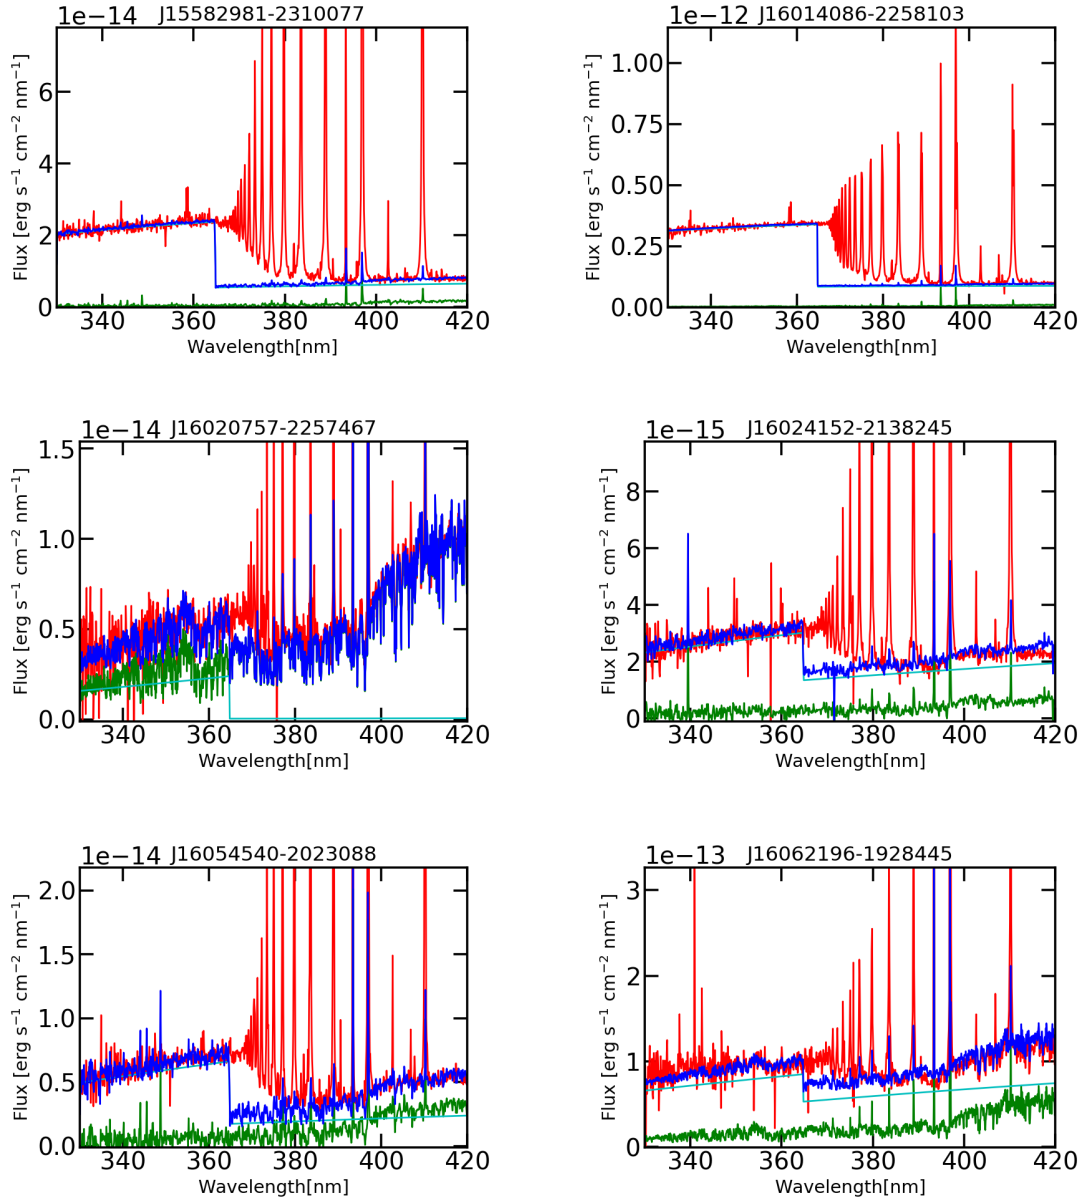 1e−14 J15582981-2310077
Flux [erg s⁻¹ cm⁻² nm⁻¹]
6
4
2
0
340 360 380 400 420
Wavelength[nm]
1e−12 J16014086-2258103
Flux [erg s⁻¹ cm⁻² nm⁻¹]
1.00
0.75
0.50
0.25
0.00
340 360 380 400 420
Wavelength[nm]
1e−14 J16020757-2257467
Flux [erg s⁻¹ cm⁻² nm⁻¹]
1.5
1.0
0.5
0.0
340 360 380 400 420
Wavelength[nm]
1e−15 J16024152-2138245
Flux [erg s⁻¹ cm⁻² nm⁻¹]
8
6
4
2
0
340 360 380 400 420
Wavelength[nm]
1e−14 J16054540-2023088
Flux [erg s⁻¹ cm⁻² nm⁻¹]
2.0
1.5
1.0
0.5
0.0
340 360 380 400 420
Wavelength[nm]
1e−13 J16062196-1928445
Flux [erg s⁻¹ cm⁻² nm⁻¹]
3
2
1
0
340 360 380 400 420
Wavelength[nm]